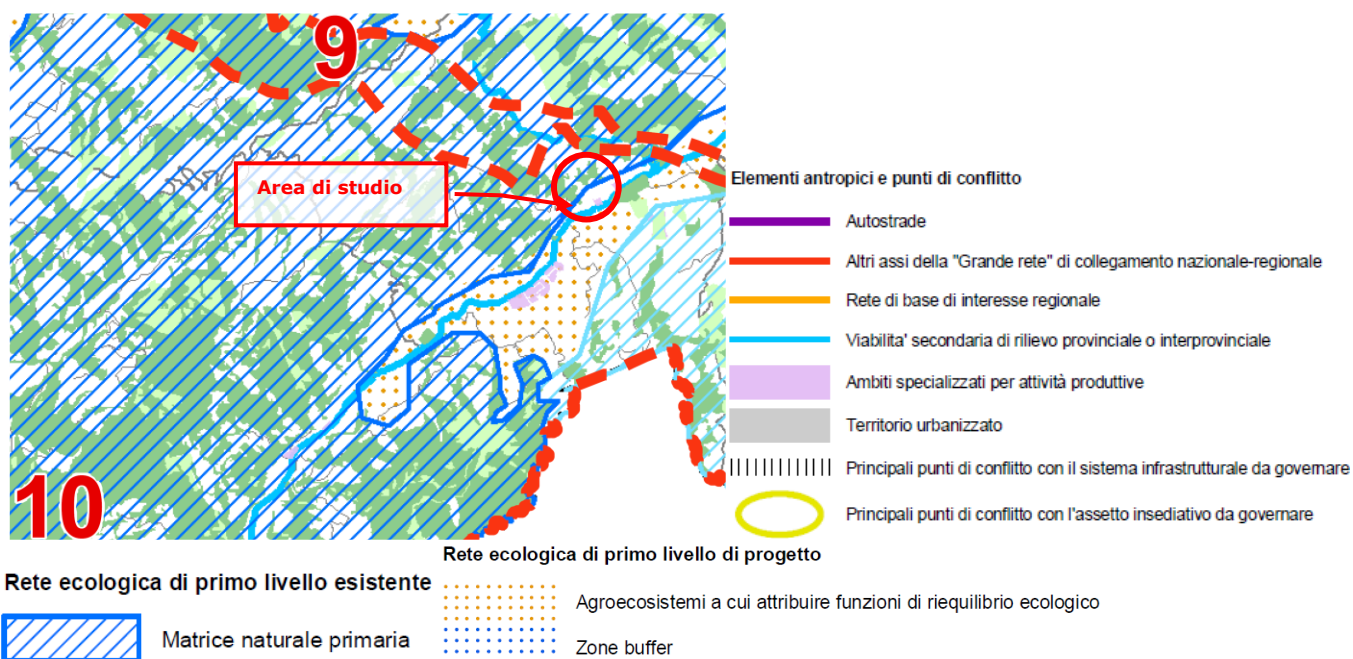 9
Area di studio
10
Elementi antropici e punti di conflitto
Autostrade
Altri assi della "Grande rete" di collegamento nazionale-regionale
Rete di base di interesse regionale
Viabilita' secondaria di rilievo provinciale o interprovinciale
Ambiti specializzati per attività produttive
Territorio urbanizzato
Principali punti di conflitto con il sistema infrastrutturale da governare
Principali punti di conflitto con l'assetto insediativo da governare
Rete ecologica di primo livello di progetto
Agroecosistemi a cui attribuire funzioni di riequilibrio ecologico
Zone buffer
Rete ecologica di primo livello esistente
Matrice naturale primaria